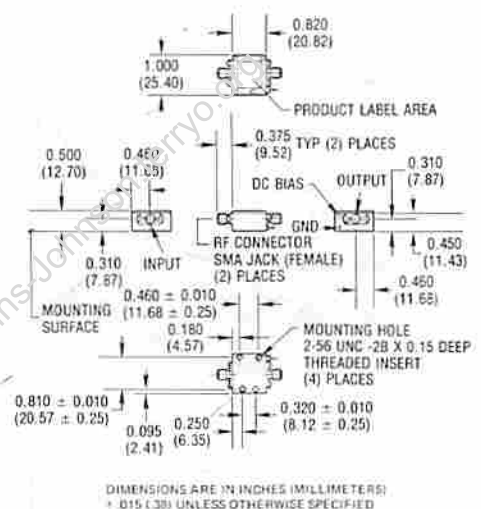 0.820
(20.82)
1.000
(25.40)
PRODUCT LABEL AREA
0.375
(9.52) TYP (2) PLACES
0.500
(12.70)
0.460
0.310
(7.87)
DC BIAS
OUTPUT
GND
0.310
(7.87)
INPUT
RF CONNECTOR
SMA JACK (FEMALE)
(2) PLACES
0.450
(11.43)
0.460
(11.68)
MOUNTING
SURFACE
0.460 ± 0.010
(11.68 ± 0.25)
0.180
(4.57)
MOUNTING HOLE
2-56 UNC -2B X 0.15 DEEP
THREADED INSERT
(4) PLACES
0.810 ± 0.010
(20.57 ± 0.25)
0.095
(2.41)
0.250
(6.35)
0.320 ± 0.010
(8.12 ± 0.25)
DIMENSIONS ARE IN INCHES (MILLIMETERS)
± .015 (.38) UNLESS OTHERWISE SPECIFIED